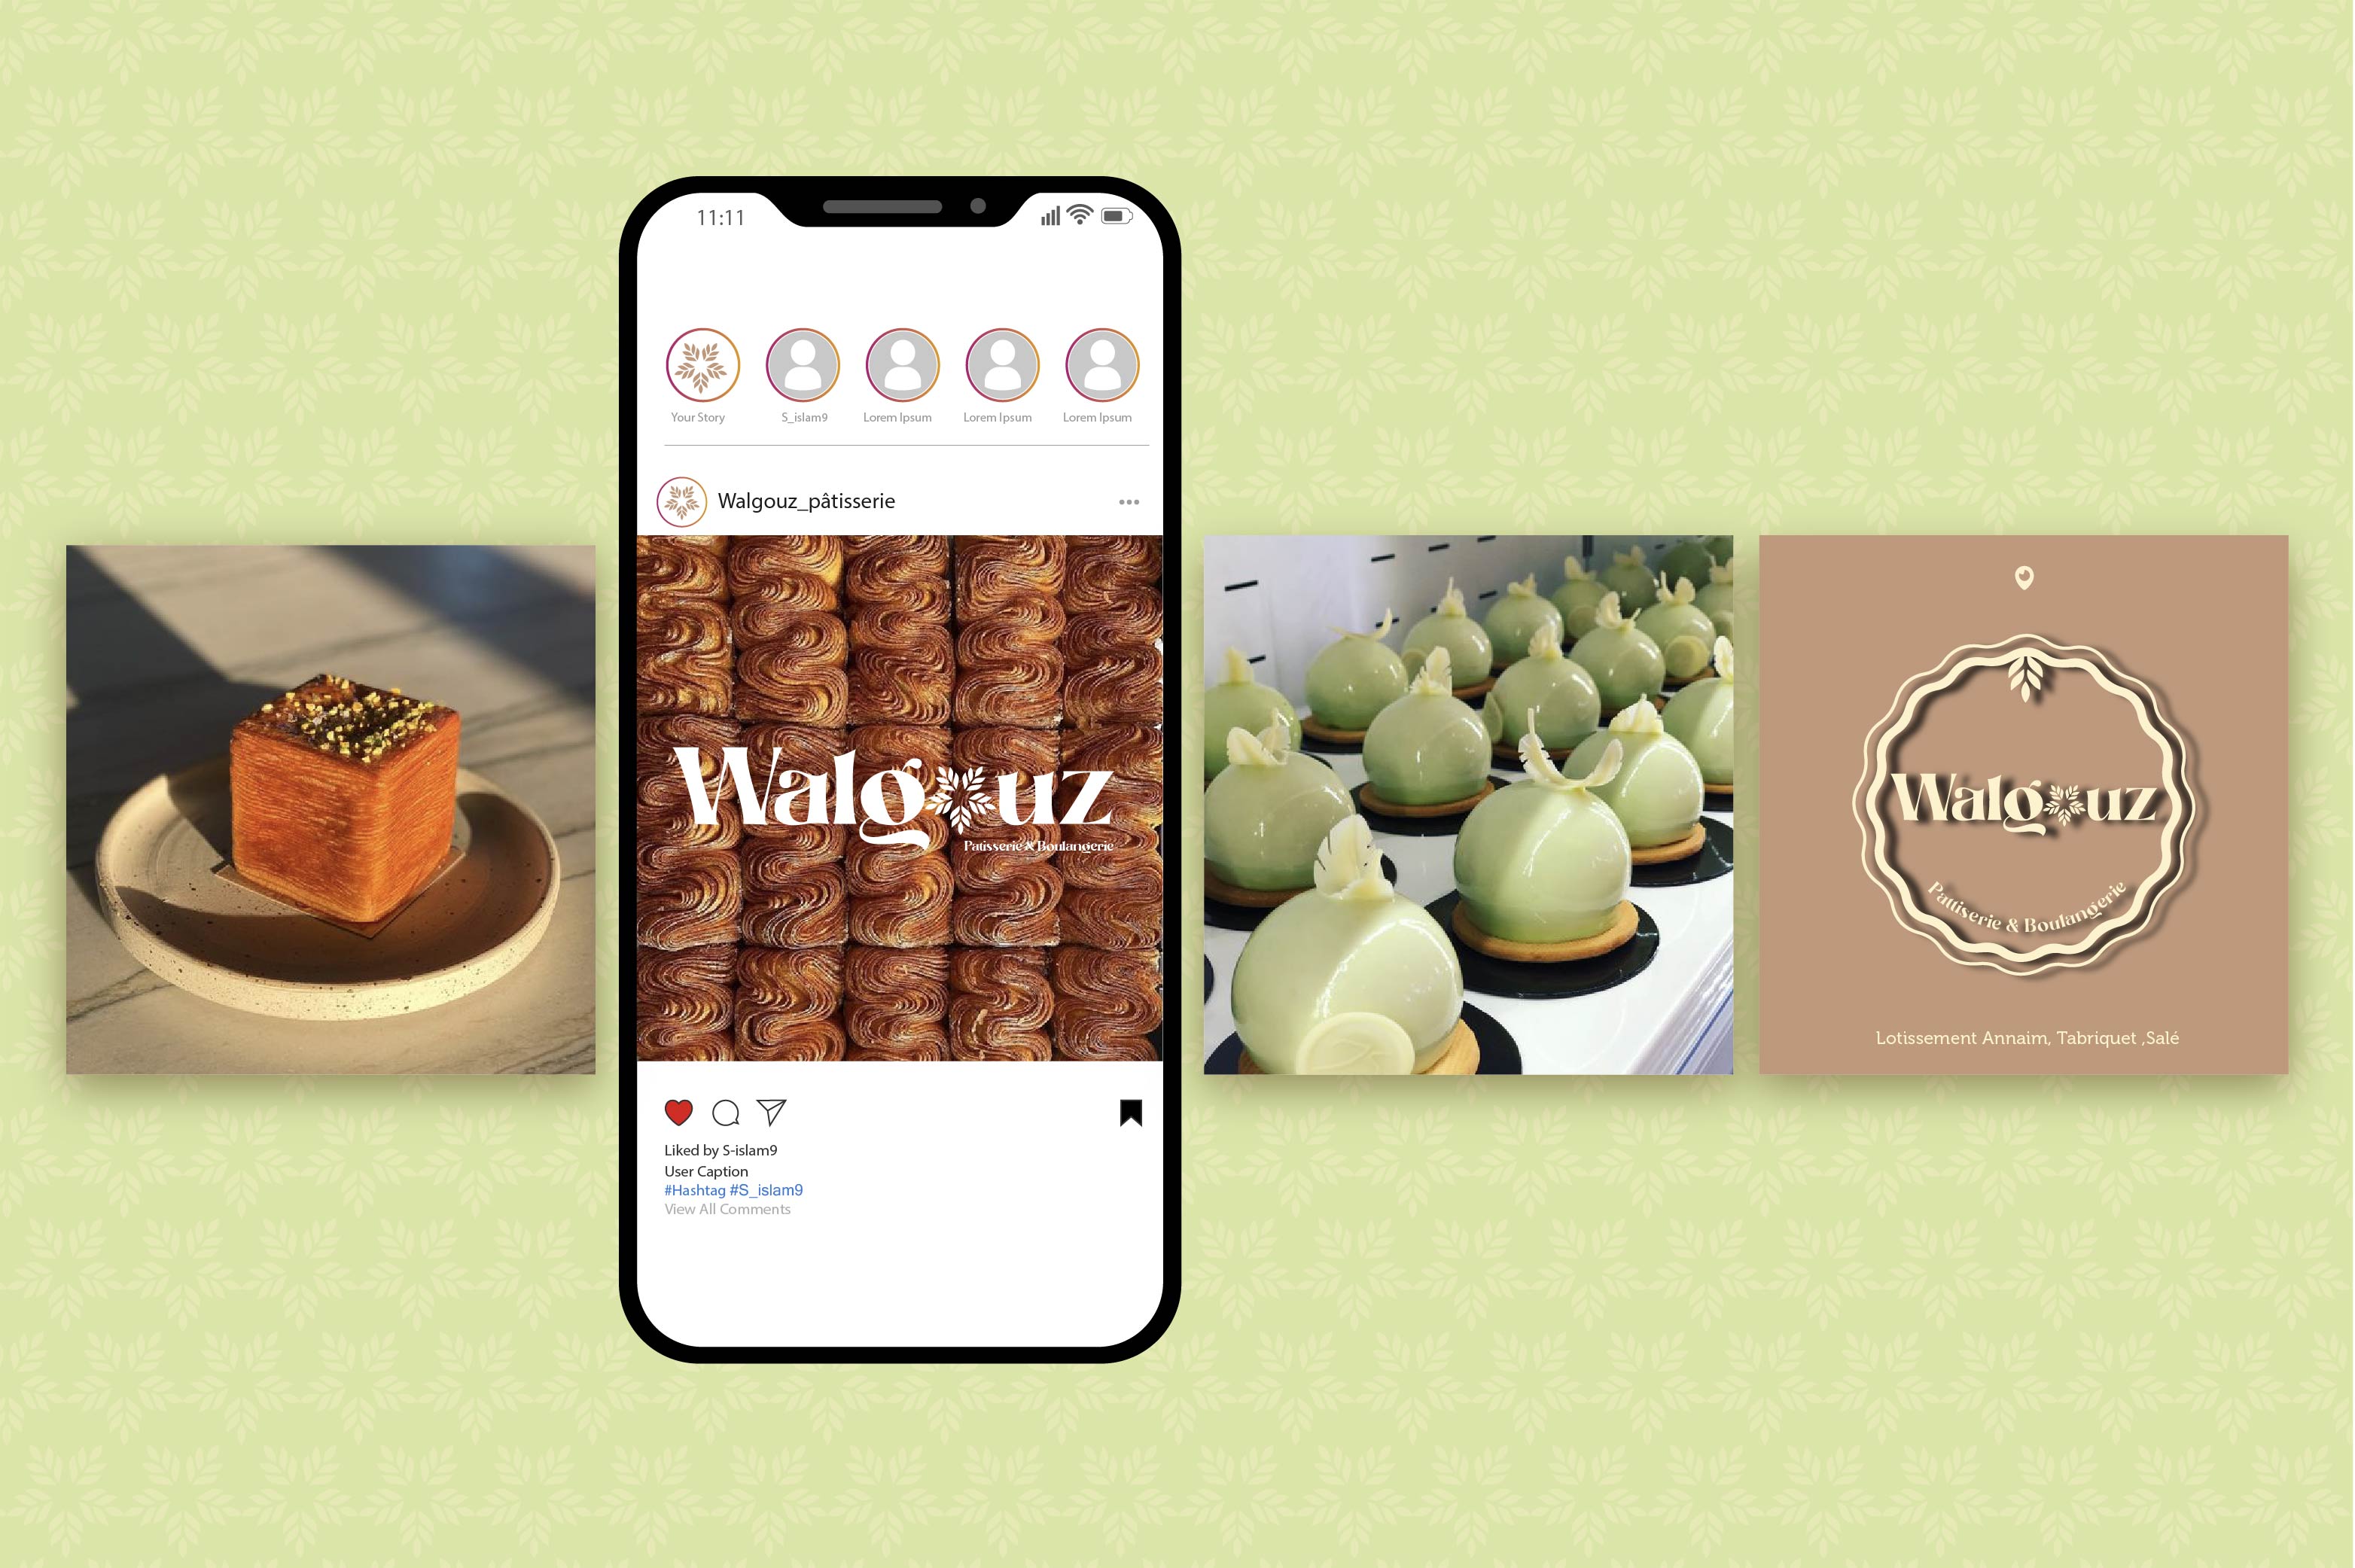 11:11
Your Story
S_islam9
Lorem Ipsum
Lorem Ipsum
Lorem Ipsum
Walgouz_pâtisserie
Walgouz
Patisserie & Boulangerie
Liked by S-islam9
User Caption
#Hashtag #S_islam9
View All Comments
Walgouz
Pattiserie & Boulangerie
Lotissement Annaim, Tabriquet ,Salé